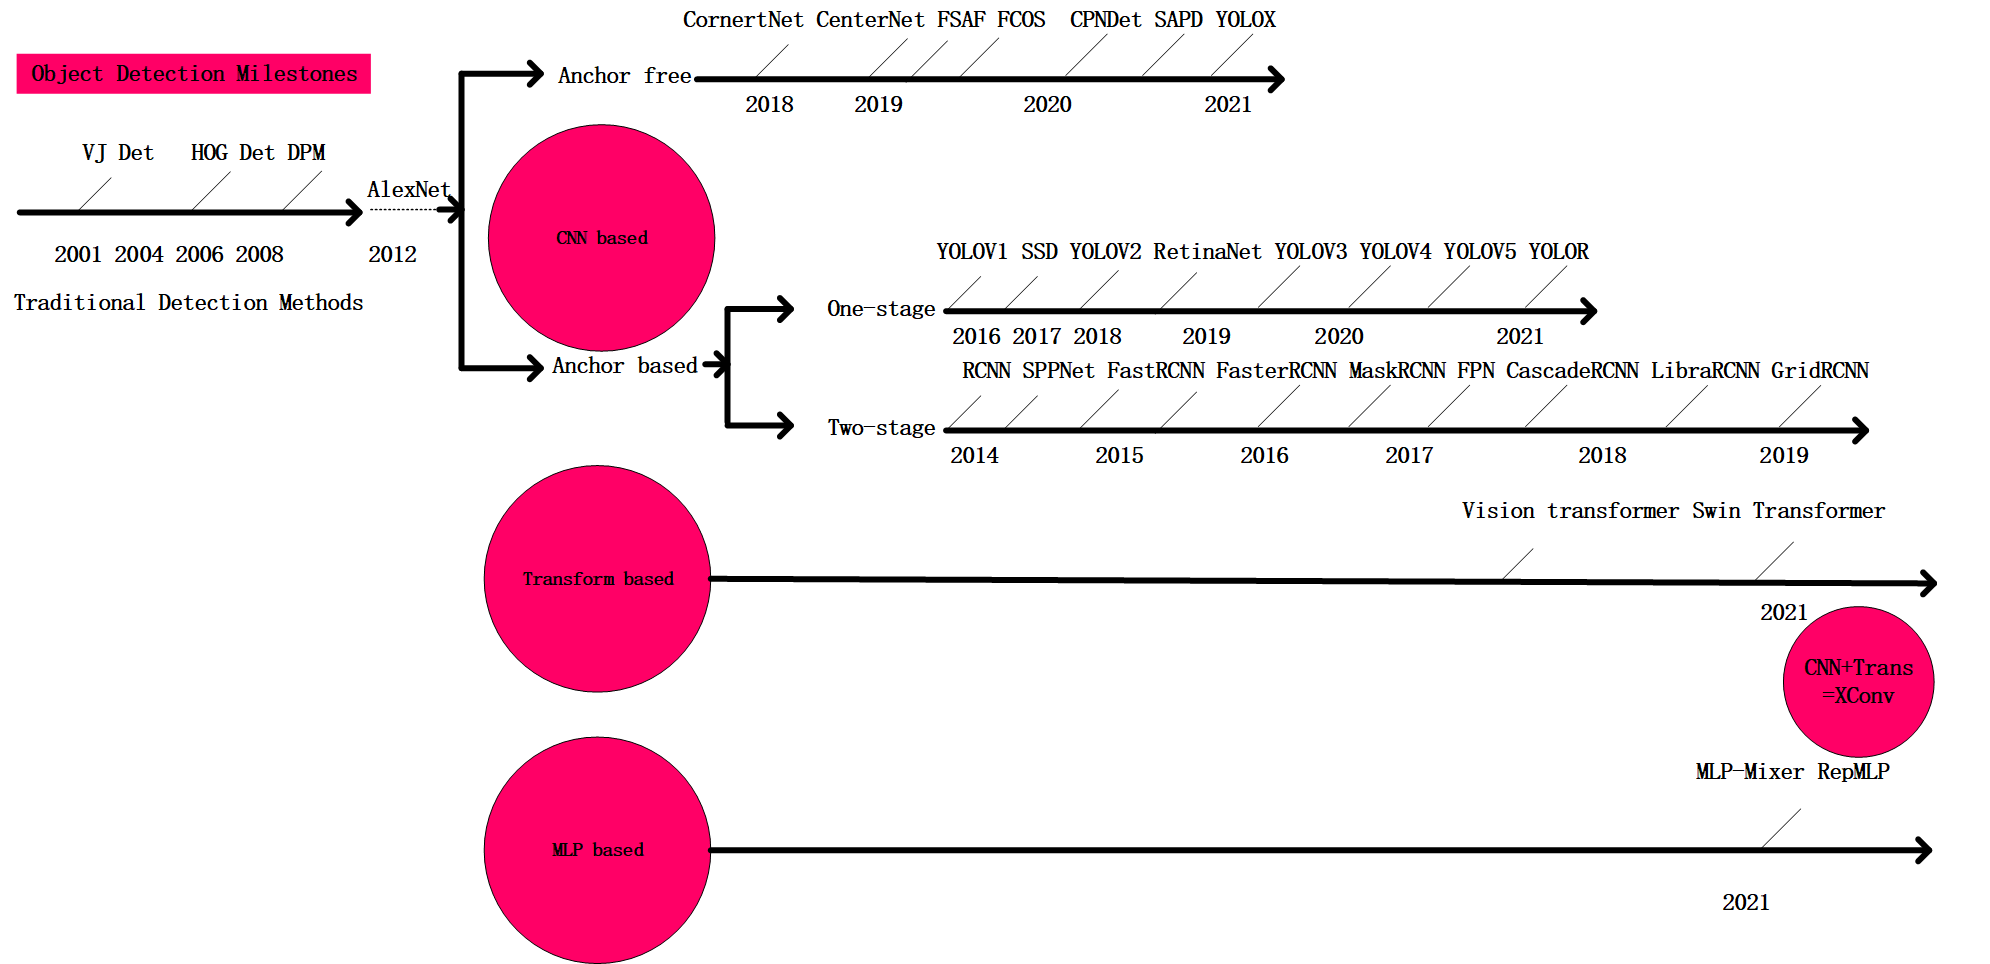 CornertNet CenterNet FSAF FCOS CPNDet SAPD YOLOX
Object Detection Milestones
Anchor free
2018 2019 2020 2021
VJ Det HOG Det DPM
AlexNet
2001 2004 2006 2008 2012
Traditional Detection Methods
CNN based
YOLOV1 SSD YOLOV2 RetinaNet YOLOV3 YOLOV4 YOLOV5 YOLOR
One-stage
2016 2017 2018 2019 2020 2021
Anchor based
RCNN SPPNet FastRCNN FasterRCNN MaskRCNN FPN CascadeRCNN LibraRCNN GridRCNN
Two-stage
2014 2015 2016 2017 2018 2019
Vision transformer Swin Transformer
Transform based
2021
CNN+Trans
=XConv
MLP-Mixer RepMLP
MLP based
2021